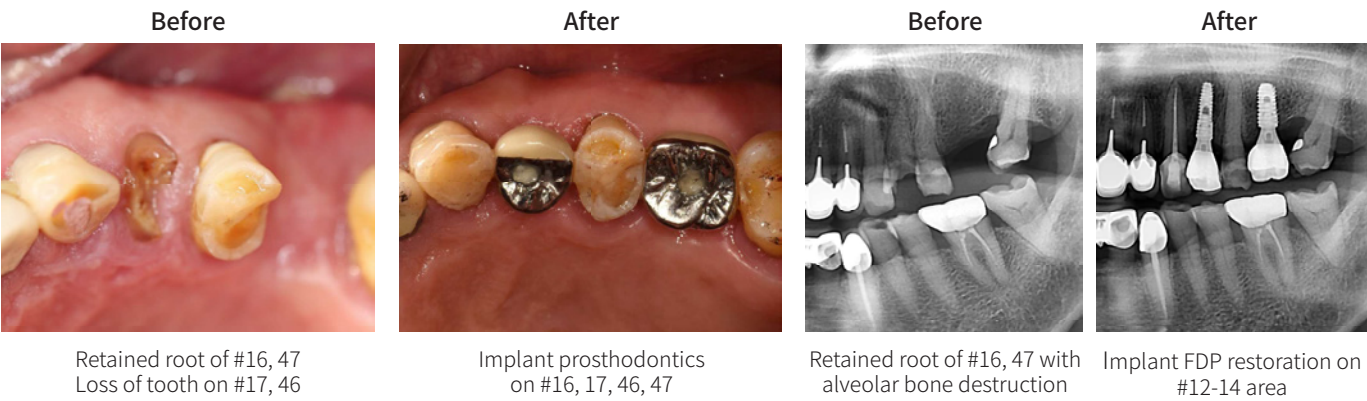 Before
After
Before
After
Retained root of #16, 47
Loss of tooth on #17, 46
Implant prosthodontics
on #16, 17, 46, 47
Retained root of #16, 47 with
alveolar bone destruction
Implant FDP restoration on
#12-14 area